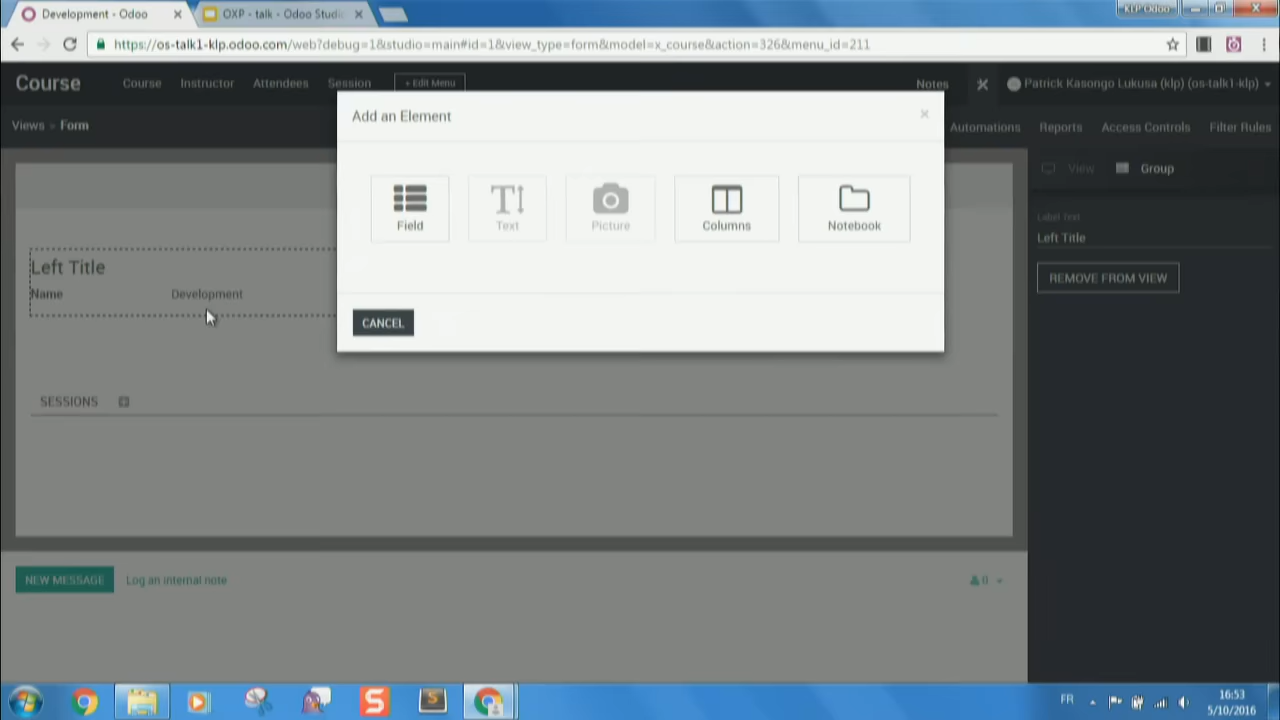 Development - Odoo
OXP - talk - Odoo Studi
KLP Odoo
https://os-talk1-klp.odoo.com/web?debug=1&studio=main#id=1&view_type=form&model=x_course&action=326&menu_id=211
Course
Course
Instructor
Attendees
Session
+ Edit Menu
Notes
Patrick Kasongo Lukusa (klp) (os-talk1-klp)
Views
Form
Automations
Reports
Access Controls
Filter Rules
Add an Element
Field
Text
Picture
Columns
Notebook
CANCEL
View
Group
Label Text
Left Title
REMOVE FROM VIEW
Left Title
Name Development
SESSIONS
NEW MESSAGE
Log an internal note
0
FR
16:53
5/10/2016